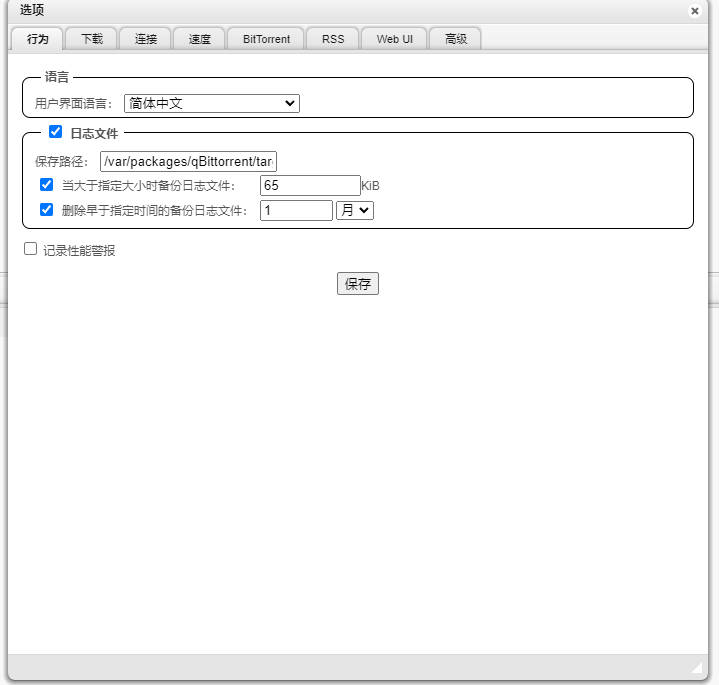 选项
行为 下载 连接 速度 BitTorrent RSS Web UI 高级
语言
用户界面语言： 简体中文
日志文件
保存路径： /var/packages/qBittorrent/tar
当大于指定大小时备份日志文件： 65 KiB
删除早于指定时间的备份日志文件： 1 月
记录性能警报
保存